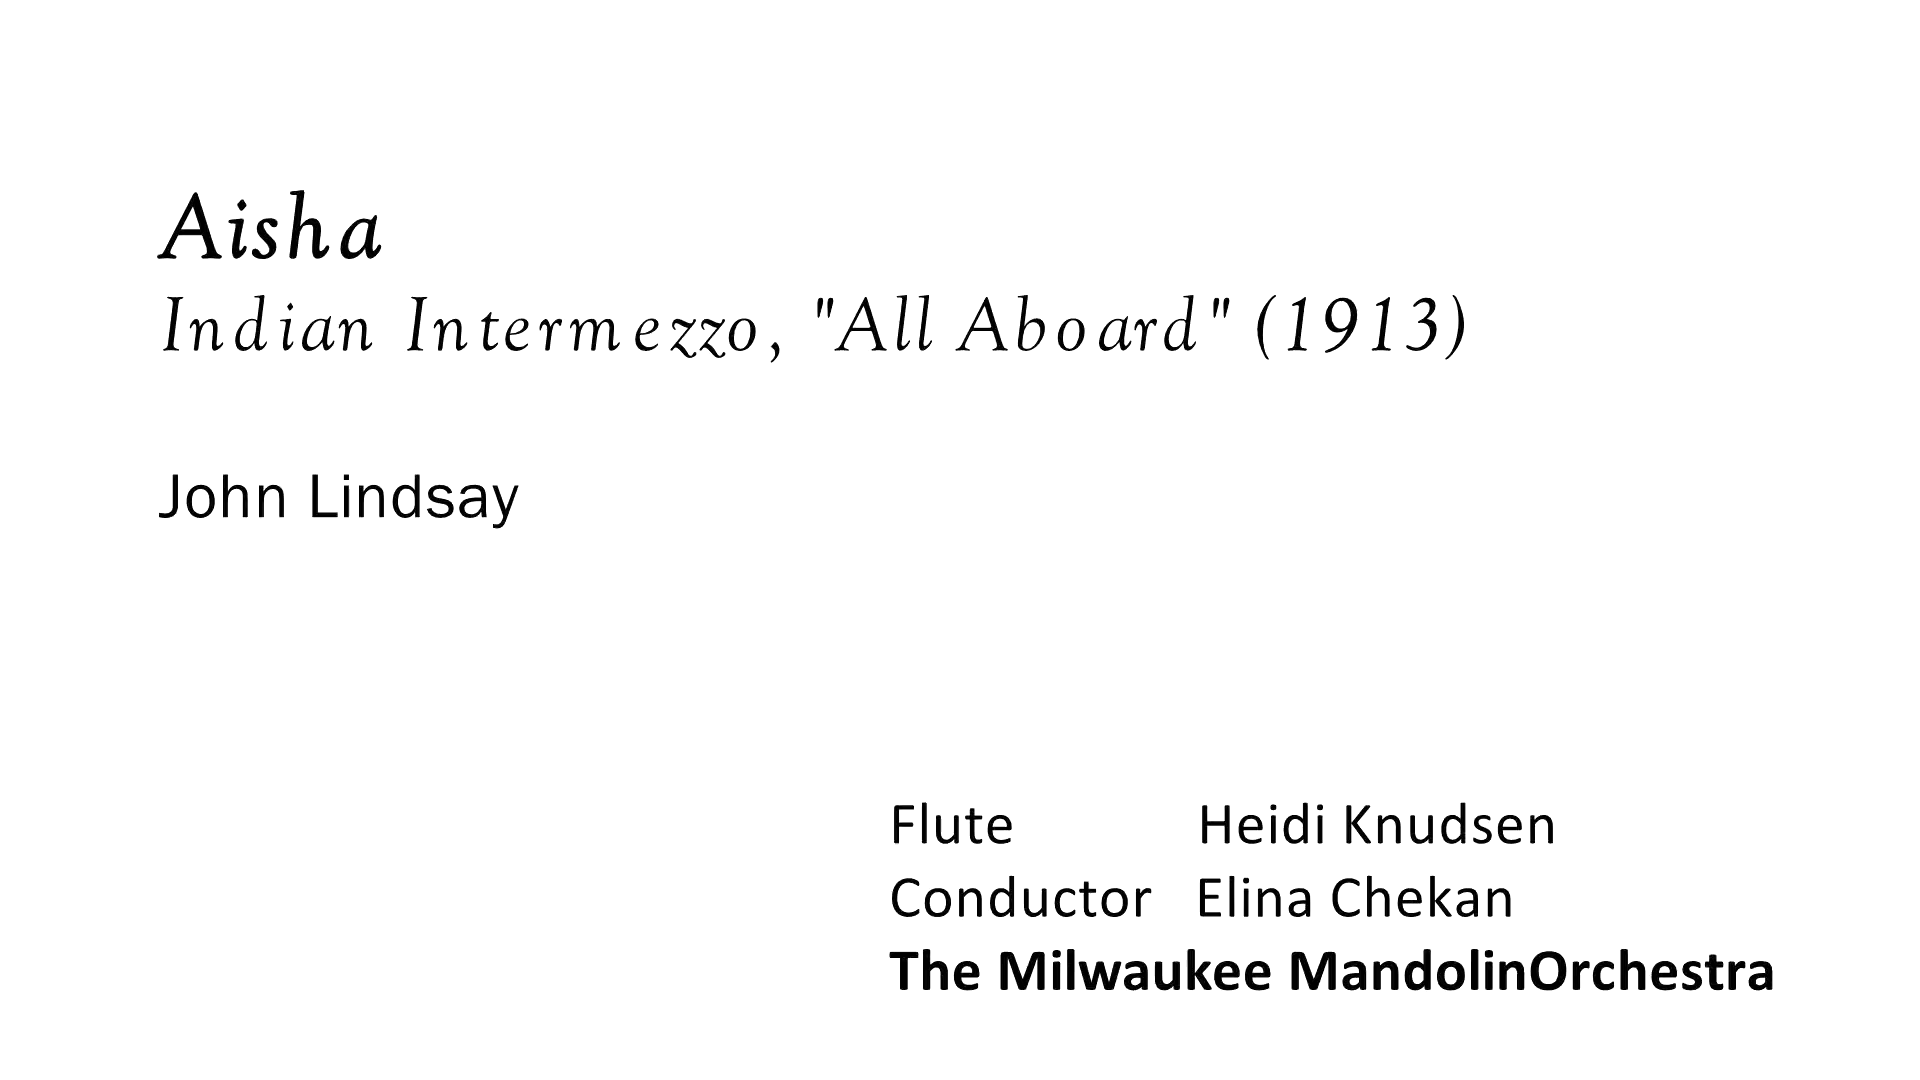 Aisha
Indian Intermezzo, "All Aboard" (1913)
John Lindsay
Flute Heidi Knudsen
Conductor Elina Chekan
The Milwaukee MandolinOrchestra